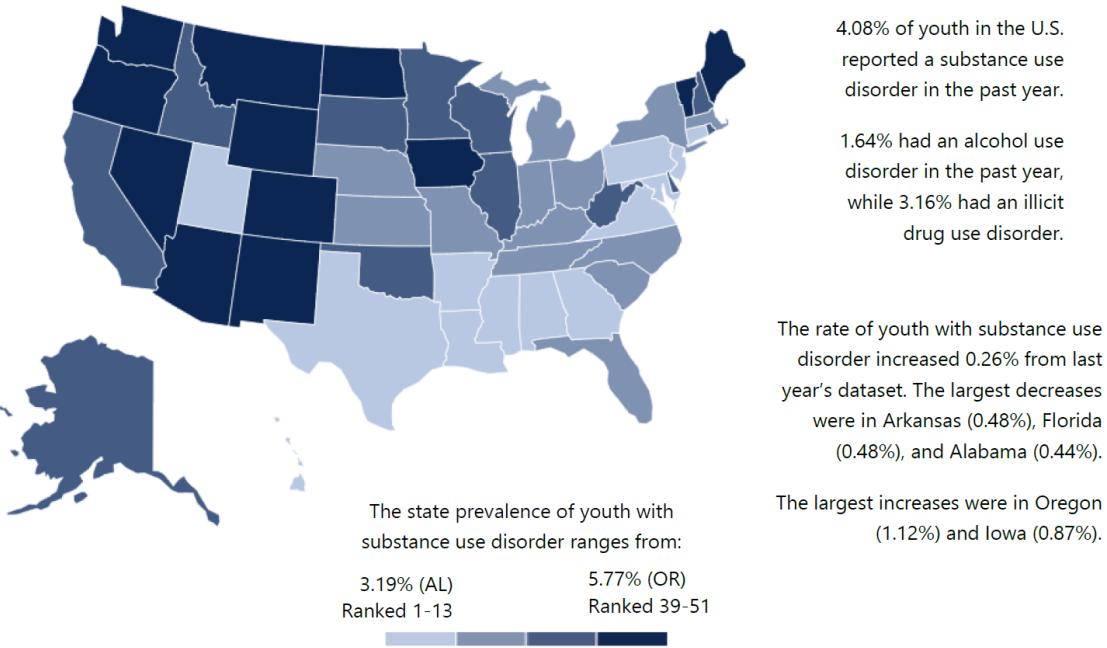 4.08% of youth in the U.S.
reported a substance use
disorder in the past year.
1.64% had an alcohol use
disorder in the past year,
while 3.16% had an illicit
drug use disorder.
The rate of youth with substance use
disorder increased 0.26% from last
year’s dataset. The largest decreases
were in Arkansas (0.48%), Florida
(0.48%), and Alabama (0.44%).
The largest increases were in Oregon
(1.12%) and Iowa (0.87%).
The state prevalence of youth with
substance use disorder ranges from:
3.19% (AL)
Ranked 1-13
5.77% (OR)
Ranked 39-51